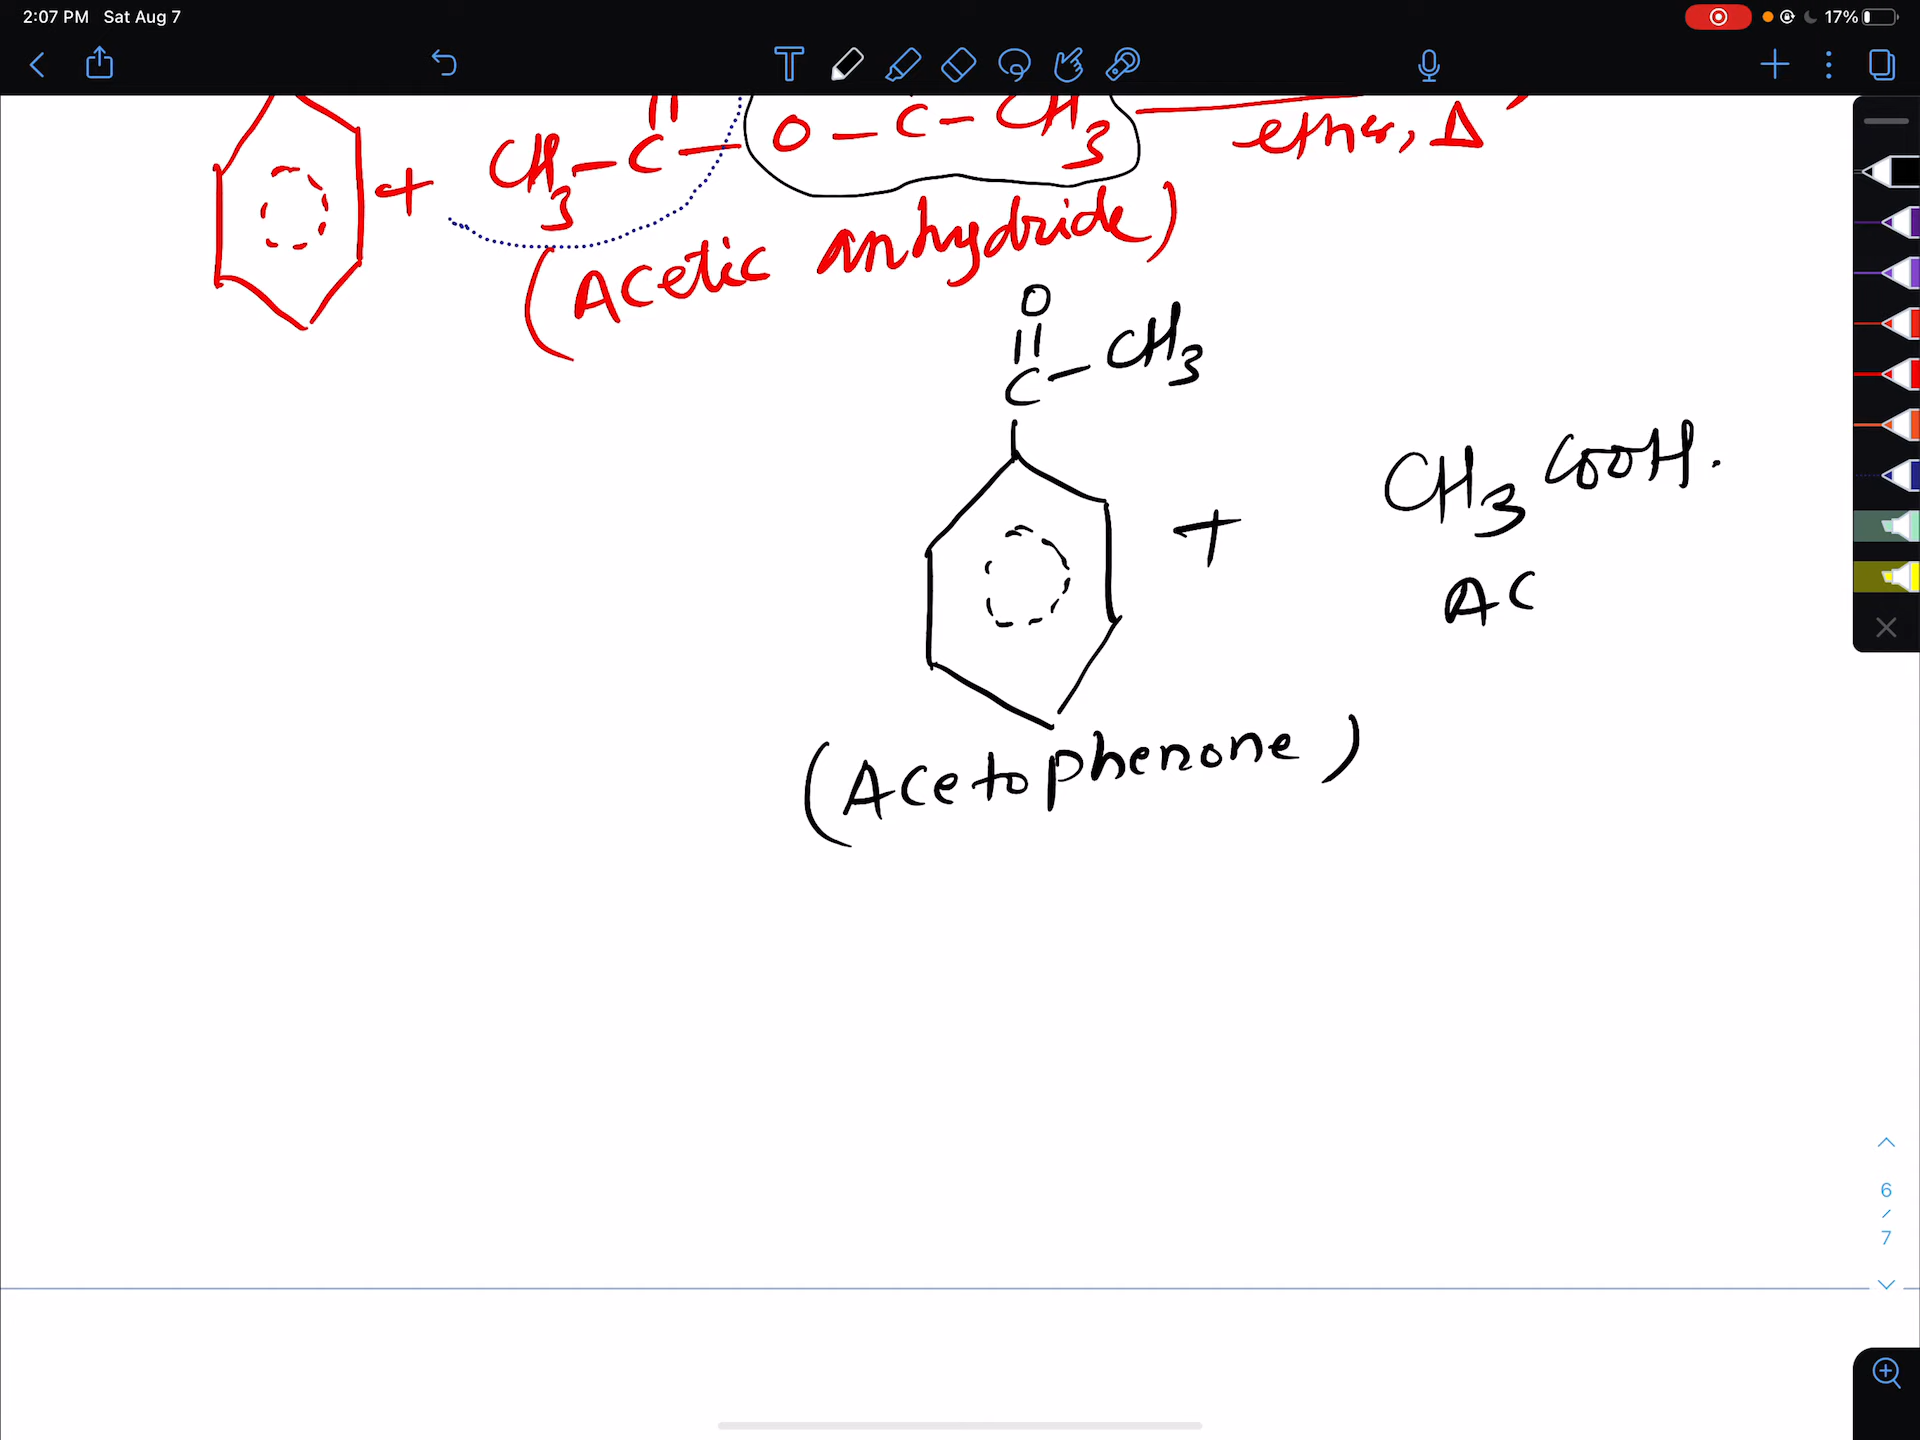 2:07 PM Sat Aug 7
17%
CH3-C-O-C-CH3
+
ether, Δ
(Acetic anhydride)
O
C-CH3
+ CH3COOH.
AC
(Acetophenone)
6
/
7